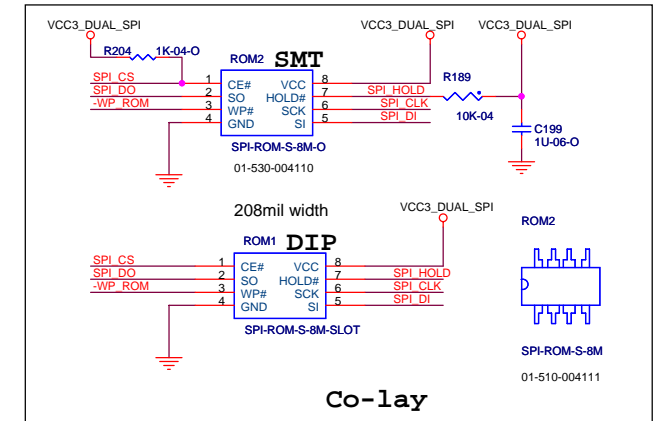 VCC3_DUAL_SPI
VCC3_DUAL_SPI
VCC3_DUAL_SPI
R204
1K-04-O
ROM2
SMT
R189
SPI_CS
1
CE#
VCC
8
SPI_DO
2
SO
HOLD#
7
SPI_HOLD
-WP_ROM
3
WP#
SCK
6
SPI_CLK
4
GND
SI
5
SPI_DI
10K-04
C199
1U-06-O
SPI-ROM-S-8M-O
01-530-004110
208mil width
VCC3_DUAL_SPI
ROM2
ROM1
DIP
SPI_CS
1
CE#
VCC
8
SPI_DO
2
SO
HOLD#
7
SPI_HOLD
-WP_ROM
3
WP#
SCK
6
SPI_CLK
4
GND
SI
5
SPI_DI
SPI-ROM-S-8M-SLOT
SPI-ROM-S-8M
01-510-004111
Co-lay